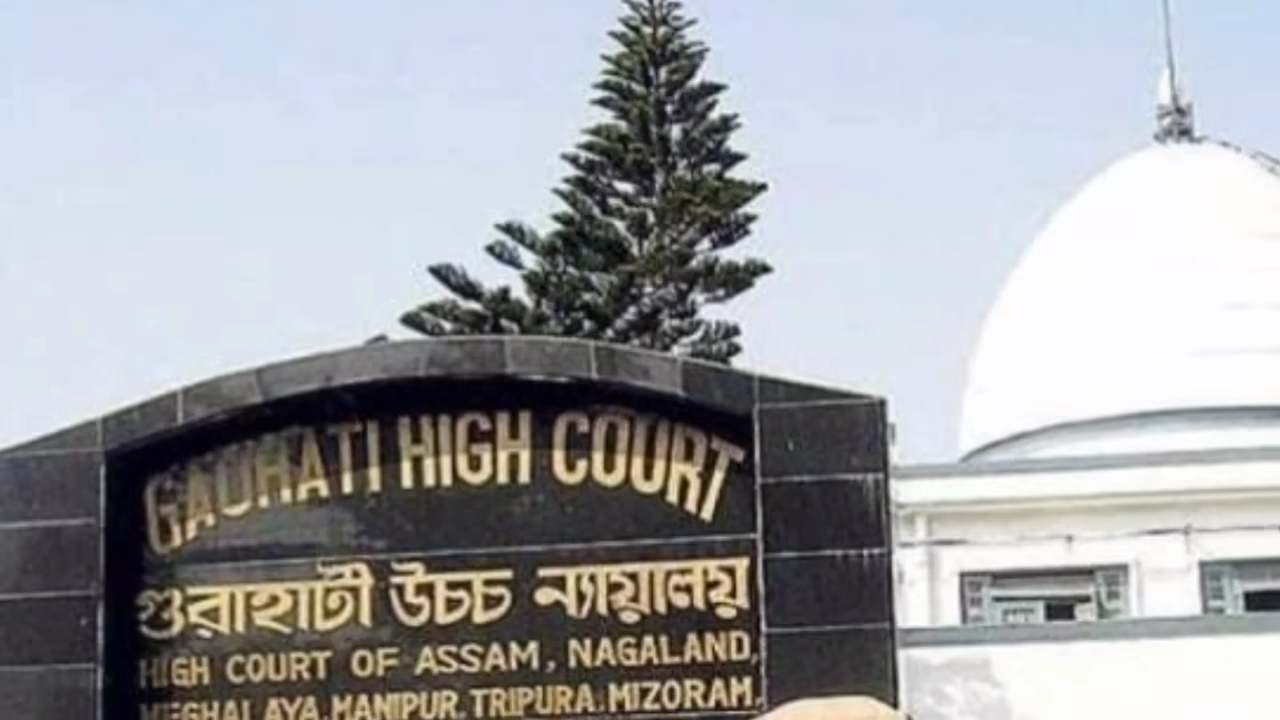 GAUHATI HIGH COURT
গুৱাহাটী উচ্চ ন্যায়ালয়
HIGH COURT OF ASSAM, NAGALAND,
MEGHALAYA, MANIPUR, TRIPURA, MIZORAM,